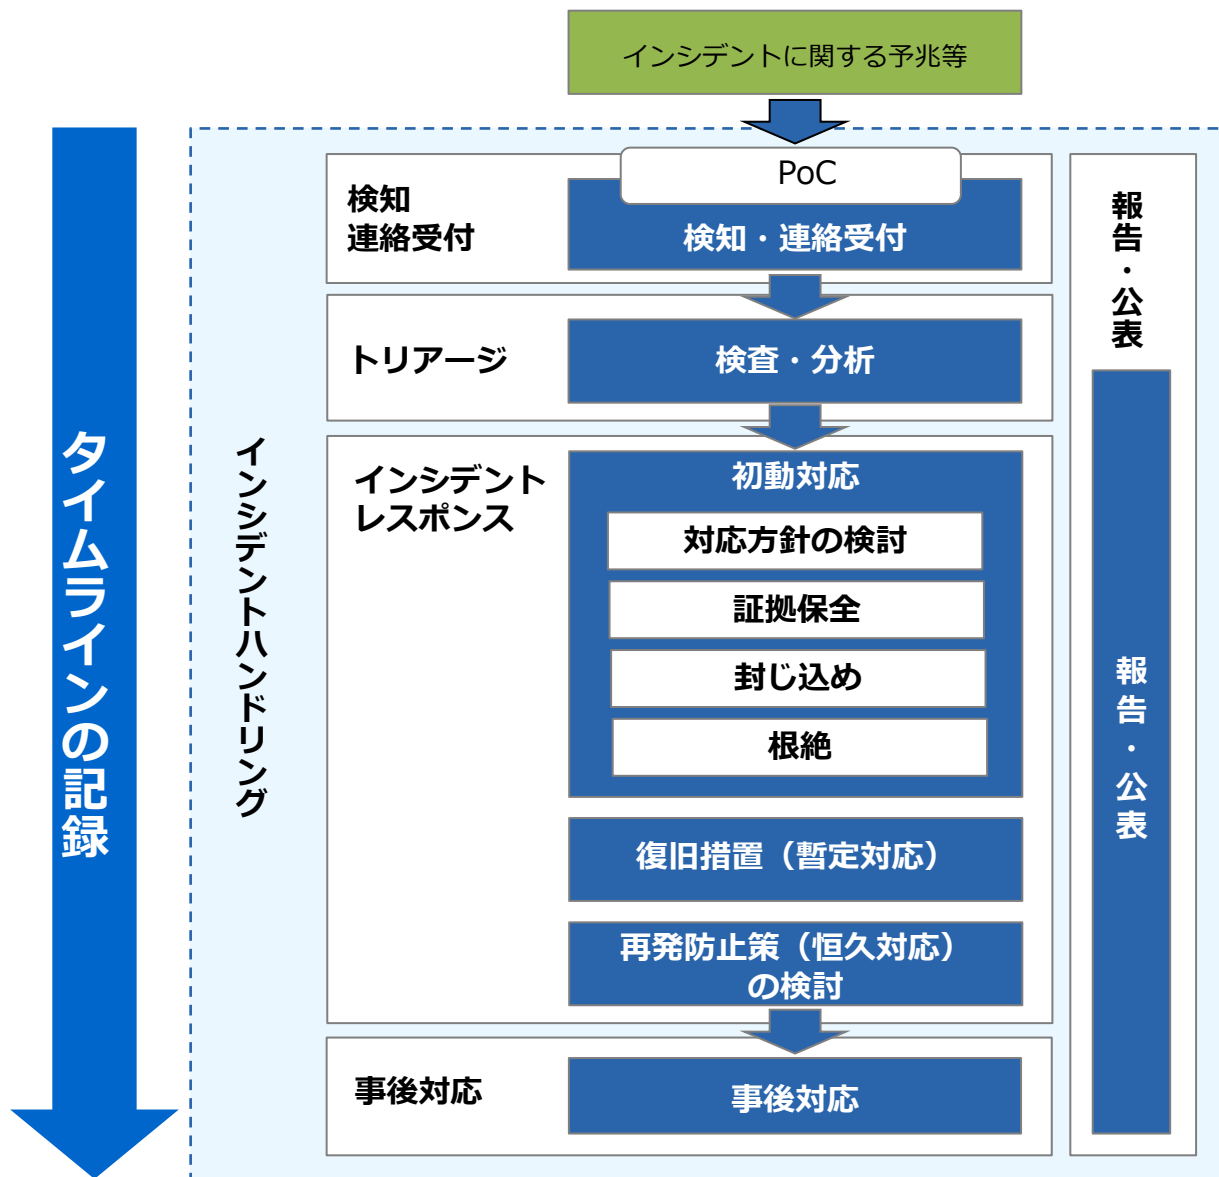 インシデントに関する予兆等
PoC
検知
連絡受付
検知・連絡受付
トリアージ
検査・分析
インシデント
レスポンス
初動対応
対応方針の検討
証拠保全
封じ込め
根絶
復旧措置（暫定対応）
再発防止策（恒久対応）
の検討
事後対応
事後対応
報告・公表
報告・公表
インシデントハンドリング
タイムラインの記録